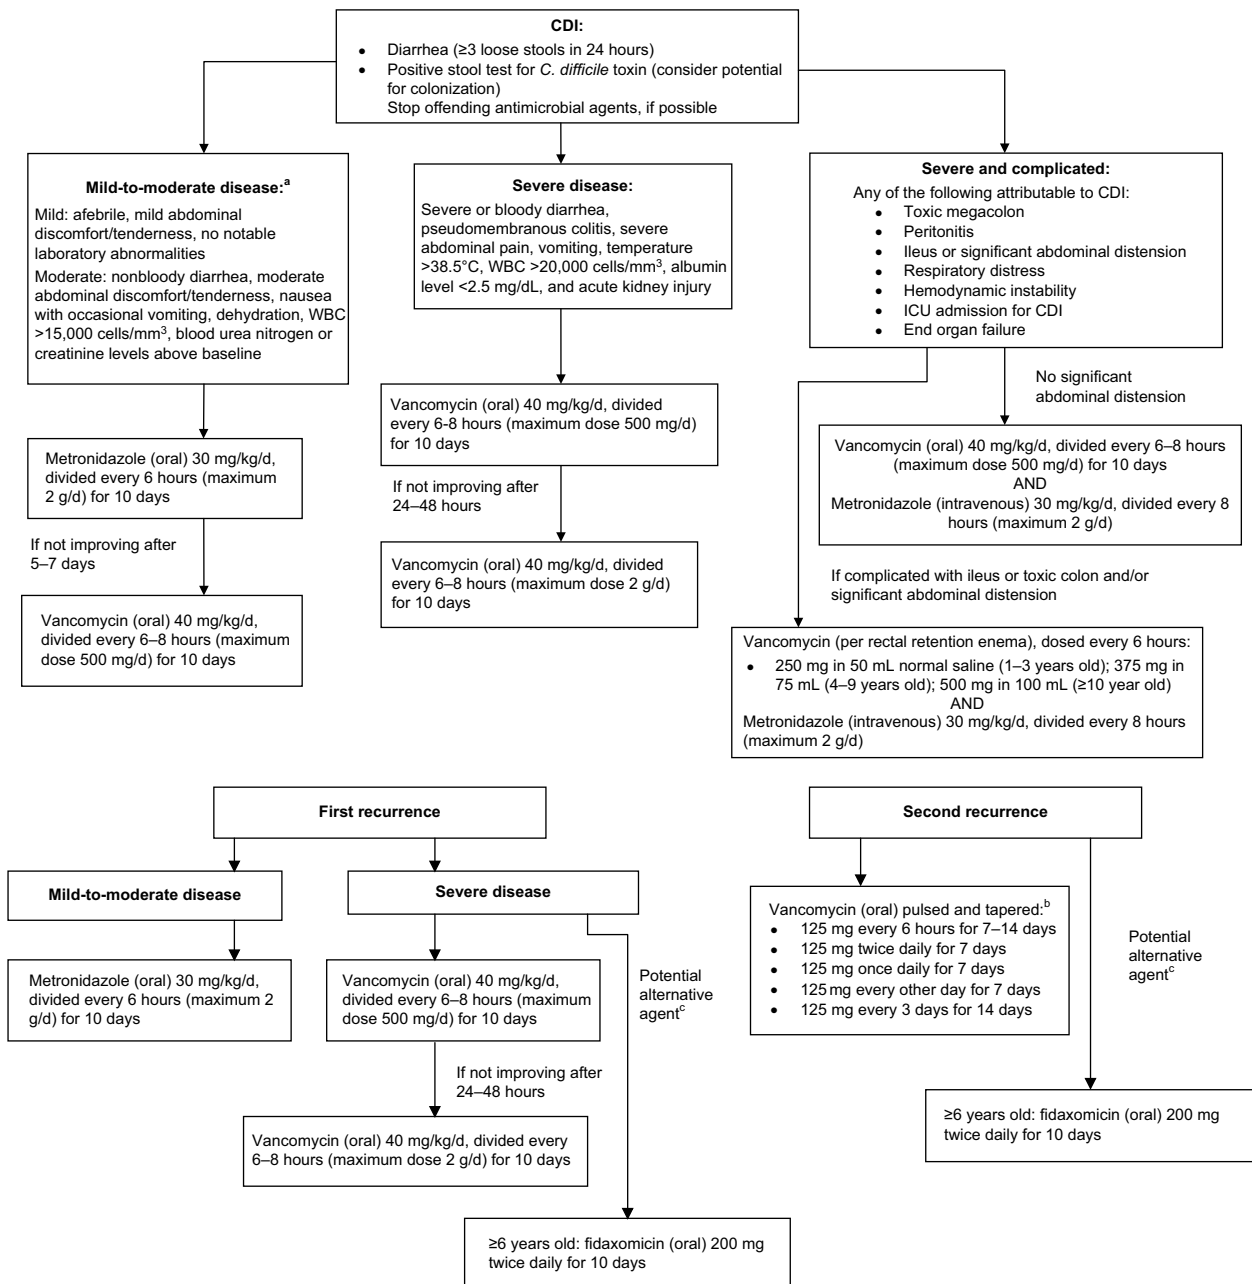 CDI:
• Diarrhea (≥3 loose stools in 24 hours)
• Positive stool test for C. difficile toxin (consider potential
for colonization)
Stop offending antimicrobial agents, if possible
Mild-to-moderate disease:ᵃ
Mild: afebrile, mild abdominal
discomfort/tenderness, no notable
laboratory abnormalities
Moderate: nonbloody diarrhea, moderate
abdominal discomfort/tenderness, nausea
with occasional vomiting, dehydration, WBC
>15,000 cells/mm³, blood urea nitrogen or
creatinine levels above baseline
Metronidazole (oral) 30 mg/kg/d,
divided every 6 hours (maximum
2 g/d) for 10 days
If not improving after
5–7 days
Vancomycin (oral) 40 mg/kg/d,
divided every 6–8 hours (maximum
dose 500 mg/d) for 10 days
Severe disease:
Severe or bloody diarrhea,
pseudomembranous colitis, severe
abdominal pain, vomiting, temperature
>38.5°C, WBC >20,000 cells/mm³, albumin
level <2.5 mg/dL, and acute kidney injury
Vancomycin (oral) 40 mg/kg/d, divided
every 6-8 hours (maximum dose 500 mg/d)
for 10 days
If not improving after
24–48 hours
Vancomycin (oral) 40 mg/kg/d, divided
every 6–8 hours (maximum dose 2 g/d)
for 10 days
Severe and complicated:
Any of the following attributable to CDI:
• Toxic megacolon
• Peritonitis
• Ileus or significant abdominal distension
• Respiratory distress
• Hemodynamic instability
• ICU admission for CDI
• End organ failure
No significant
abdominal distension
Vancomycin (oral) 40 mg/kg/d, divided every 6–8 hours
(maximum dose 500 mg/d) for 10 days
AND
Metronidazole (intravenous) 30 mg/kg/d, divided every 8
hours (maximum 2 g/d)
If complicated with ileus or toxic colon and/or
significant abdominal distension
Vancomycin (per rectal retention enema), dosed every 6 hours:
• 250 mg in 50 mL normal saline (1–3 years old); 375 mg in
75 mL (4–9 years old); 500 mg in 100 mL (≥10 year old)
AND
Metronidazole (intravenous) 30 mg/kg/d, divided every 8 hours
(maximum 2 g/d)
First recurrence
Mild-to-moderate disease
Metronidazole (oral) 30 mg/kg/d,
divided every 6 hours (maximum 2
g/d) for 10 days
Severe disease
Vancomycin (oral) 40 mg/kg/d,
divided every 6–8 hours (maximum
dose 500 mg/d) for 10 days
If not improving after
24–48 hours
Vancomycin (oral) 40 mg/kg/d, divided every
6–8 hours (maximum dose 2 g/d) for 10 days
Potential
alternative
agentᶜ
≥6 years old: fidaxomicin (oral) 200 mg
twice daily for 10 days
Second recurrence
Vancomycin (oral) pulsed and tapered:ᵇ
• 125 mg every 6 hours for 7–14 days
• 125 mg twice daily for 7 days
• 125 mg once daily for 7 days
• 125 mg every other day for 7 days
• 125 mg every 3 days for 14 days
Potential
alternative
agentᶜ
≥6 years old: fidaxomicin (oral) 200 mg
twice daily for 10 days